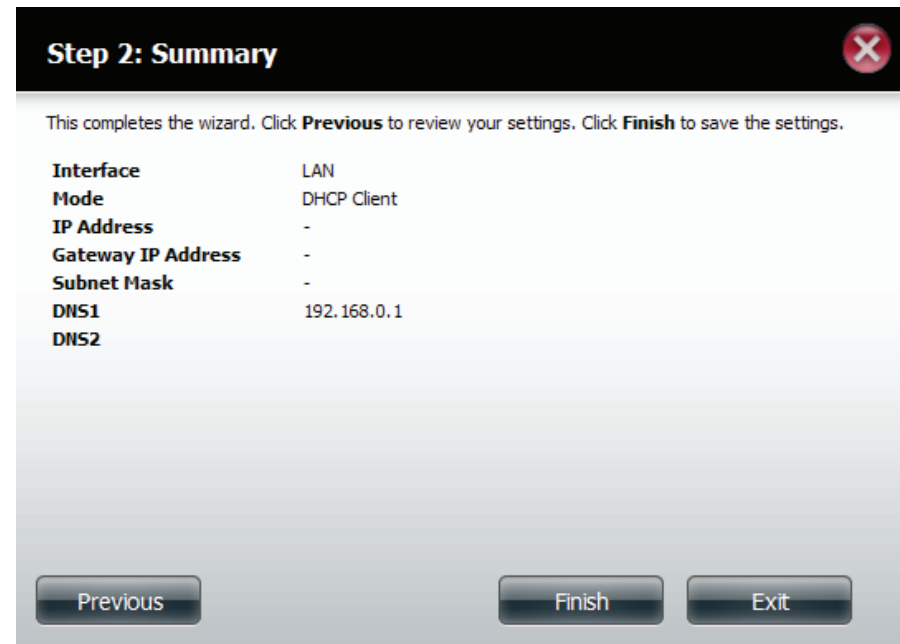 Step 2: Summary
This completes the wizard. Click Previous to review your settings. Click Finish to save the settings.
Interface LAN
Mode DHCP Client
IP Address -
Gateway IP Address -
Subnet Mask -
DNS1 192.168.0.1
DNS2
Previous Finish Exit